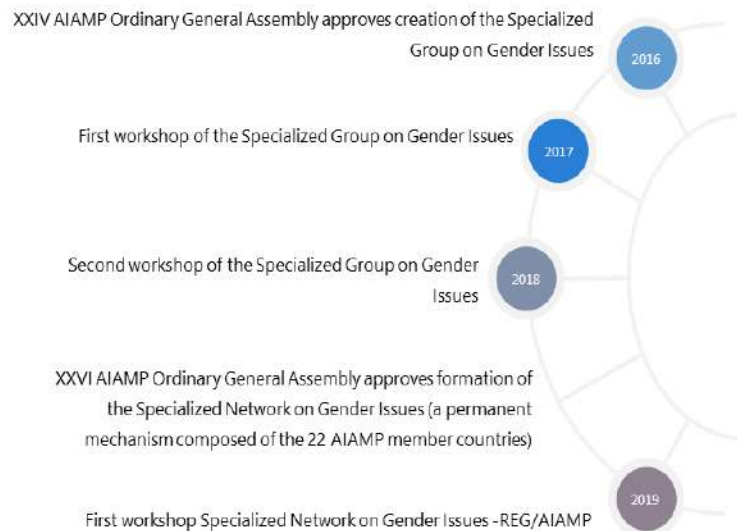 XXIV AIAMP Ordinary General Assembly approves creation of the Specialized
Group on Gender Issues
2016
First workshop of the Specialized Group on Gender Issues
2017
Second workshop of the Specialized Group on Gender
Issues
2018
XXVI AIAMP Ordinary General Assembly approves formation of
the Specialized Network on Gender Issues (a permanent
mechanism composed of the 22 AIAMP member countries)
First workshop Specialized Network on Gender Issues -REG/AIAMP
2019